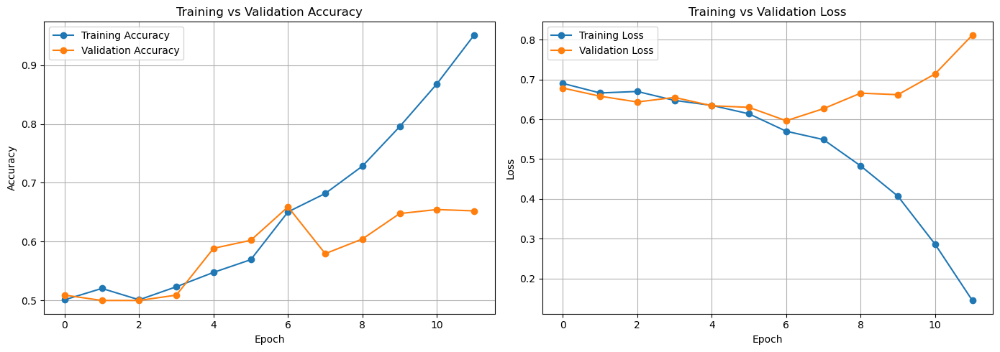 Training vs Validation Accuracy
Training Accuracy
Validation Accuracy
0.9
0.8
0.7
0.6
0.5
Accuracy
0 2 4 6 8 10
Epoch
Training vs Validation Loss
Training Loss
Validation Loss
0.8
0.7
0.6
0.5
0.4
0.3
0.2
Loss
0 2 4 6 8 10
Epoch